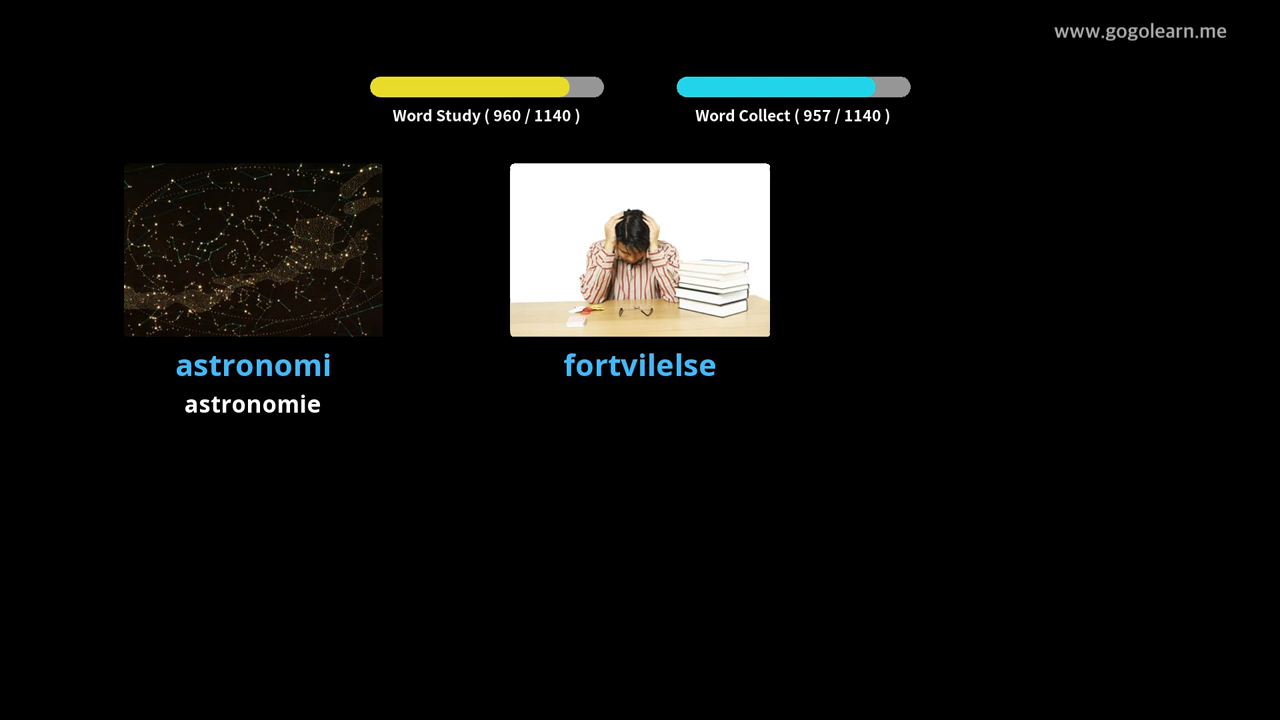 www.gogolearn.me
Word Study ( 960 / 1140 )
Word Collect ( 957 / 1140 )
astronomi
fortvilelse
astronomie